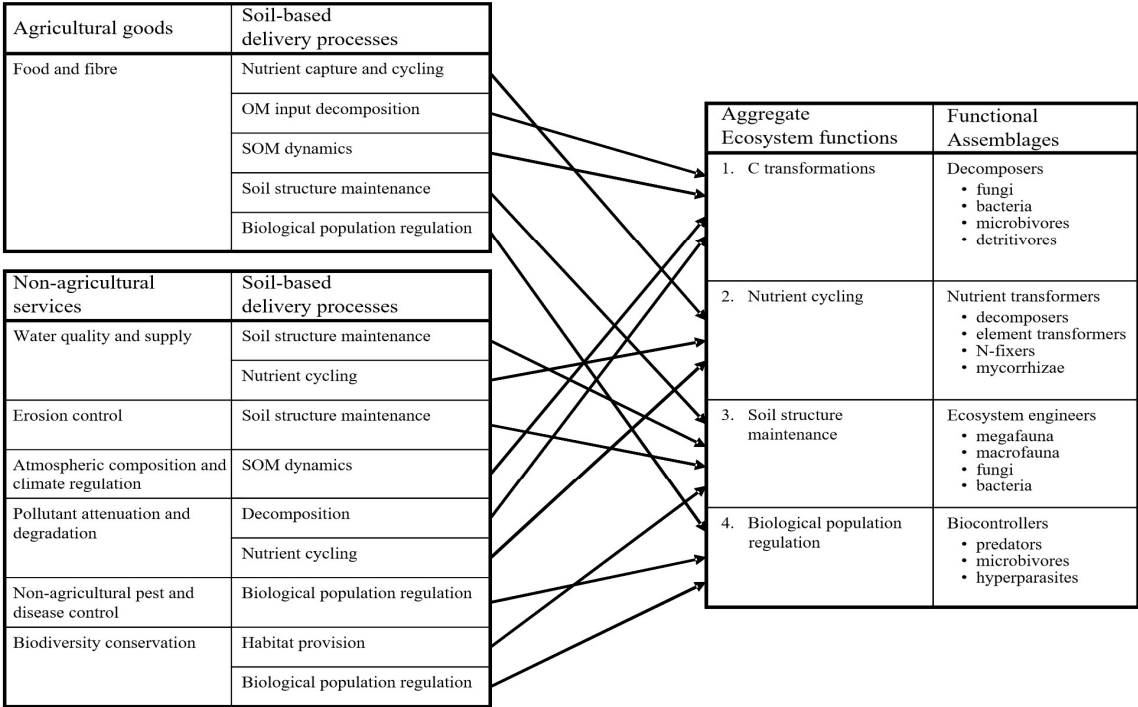 Agricultural goods
Soil-based
delivery processes
Food and fibre
Nutrient capture and cycling
OM input decomposition
SOM dynamics
Soil structure maintenance
Biological population regulation
Non-agricultural
services
Soil-based
delivery processes
Water quality and supply
Soil structure maintenance
Nutrient cycling
Erosion control
Soil structure maintenance
Atmospheric composition and
climate regulation
SOM dynamics
Pollutant attenuation and
degradation
Decomposition
Nutrient cycling
Non-agricultural pest and
disease control
Biological population regulation
Biodiversity conservation
Habitat provision
Biological population regulation
Aggregate
Ecosystem functions
Functional
Assemblages
1. C transformations
Decomposers
• fungi
• bacteria
• microbivores
• detritivores
2. Nutrient cycling
Nutrient transformers
• decomposers
• element transformers
• N-fixers
• mycorrhizae
3. Soil structure
maintenance
Ecosystem engineers
• megafauna
• macrofauna
• fungi
• bacteria
4. Biological population
regulation
Biocontrollers
• predators
• microbivores
• hyperparasites